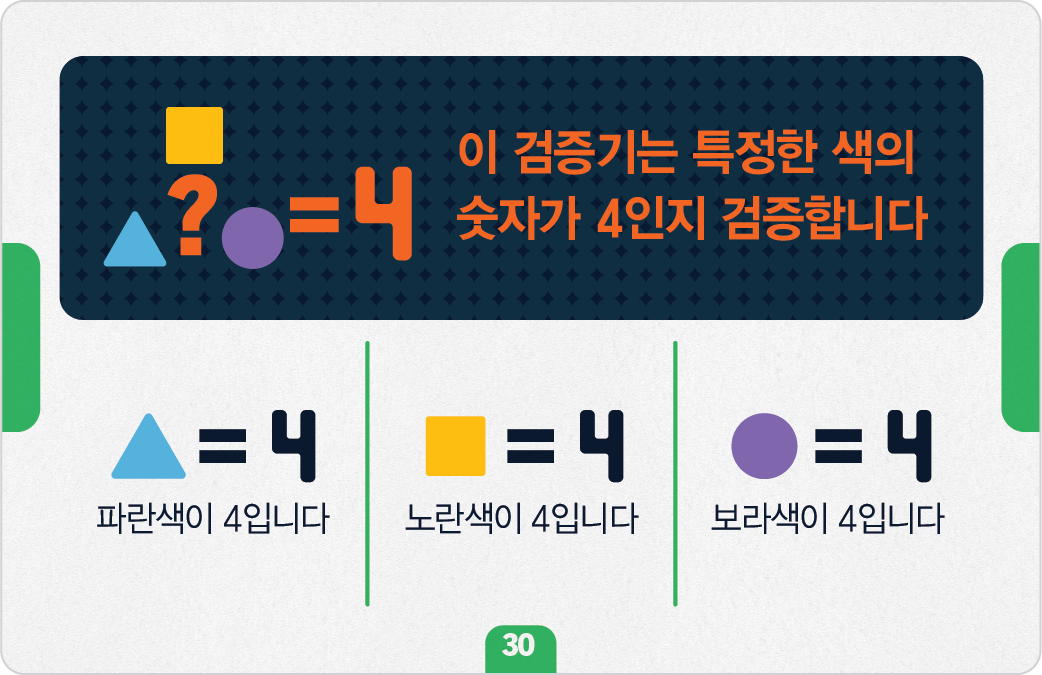 ? = 4
이 검증기는 특정한 색의
숫자가 4인지 검증합니다
= 4
파란색이 4입니다
= 4
노란색이 4입니다
= 4
보라색이 4입니다
30